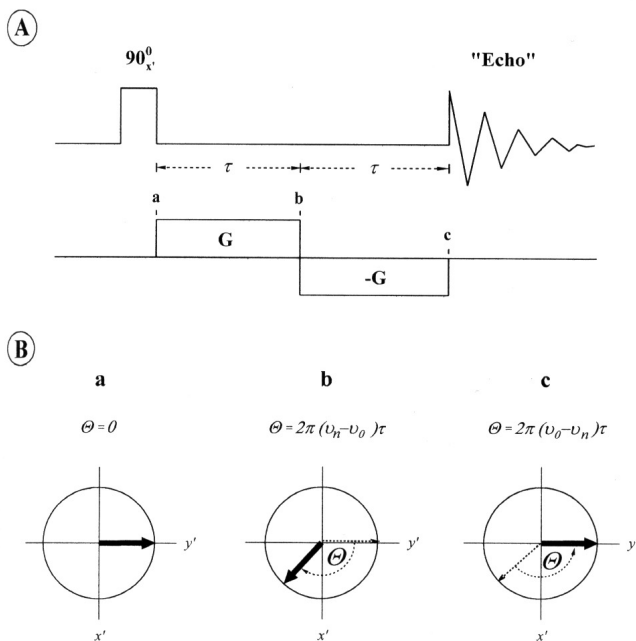 A
90⁰x'
"Echo"
τ τ
a b
c
G
-G
B
a b c
Θ = 0 Θ = 2π (υn–υ0 )τ Θ = 2π (υ0–υn )τ
y' Θ y' Θ y
x' x' x'